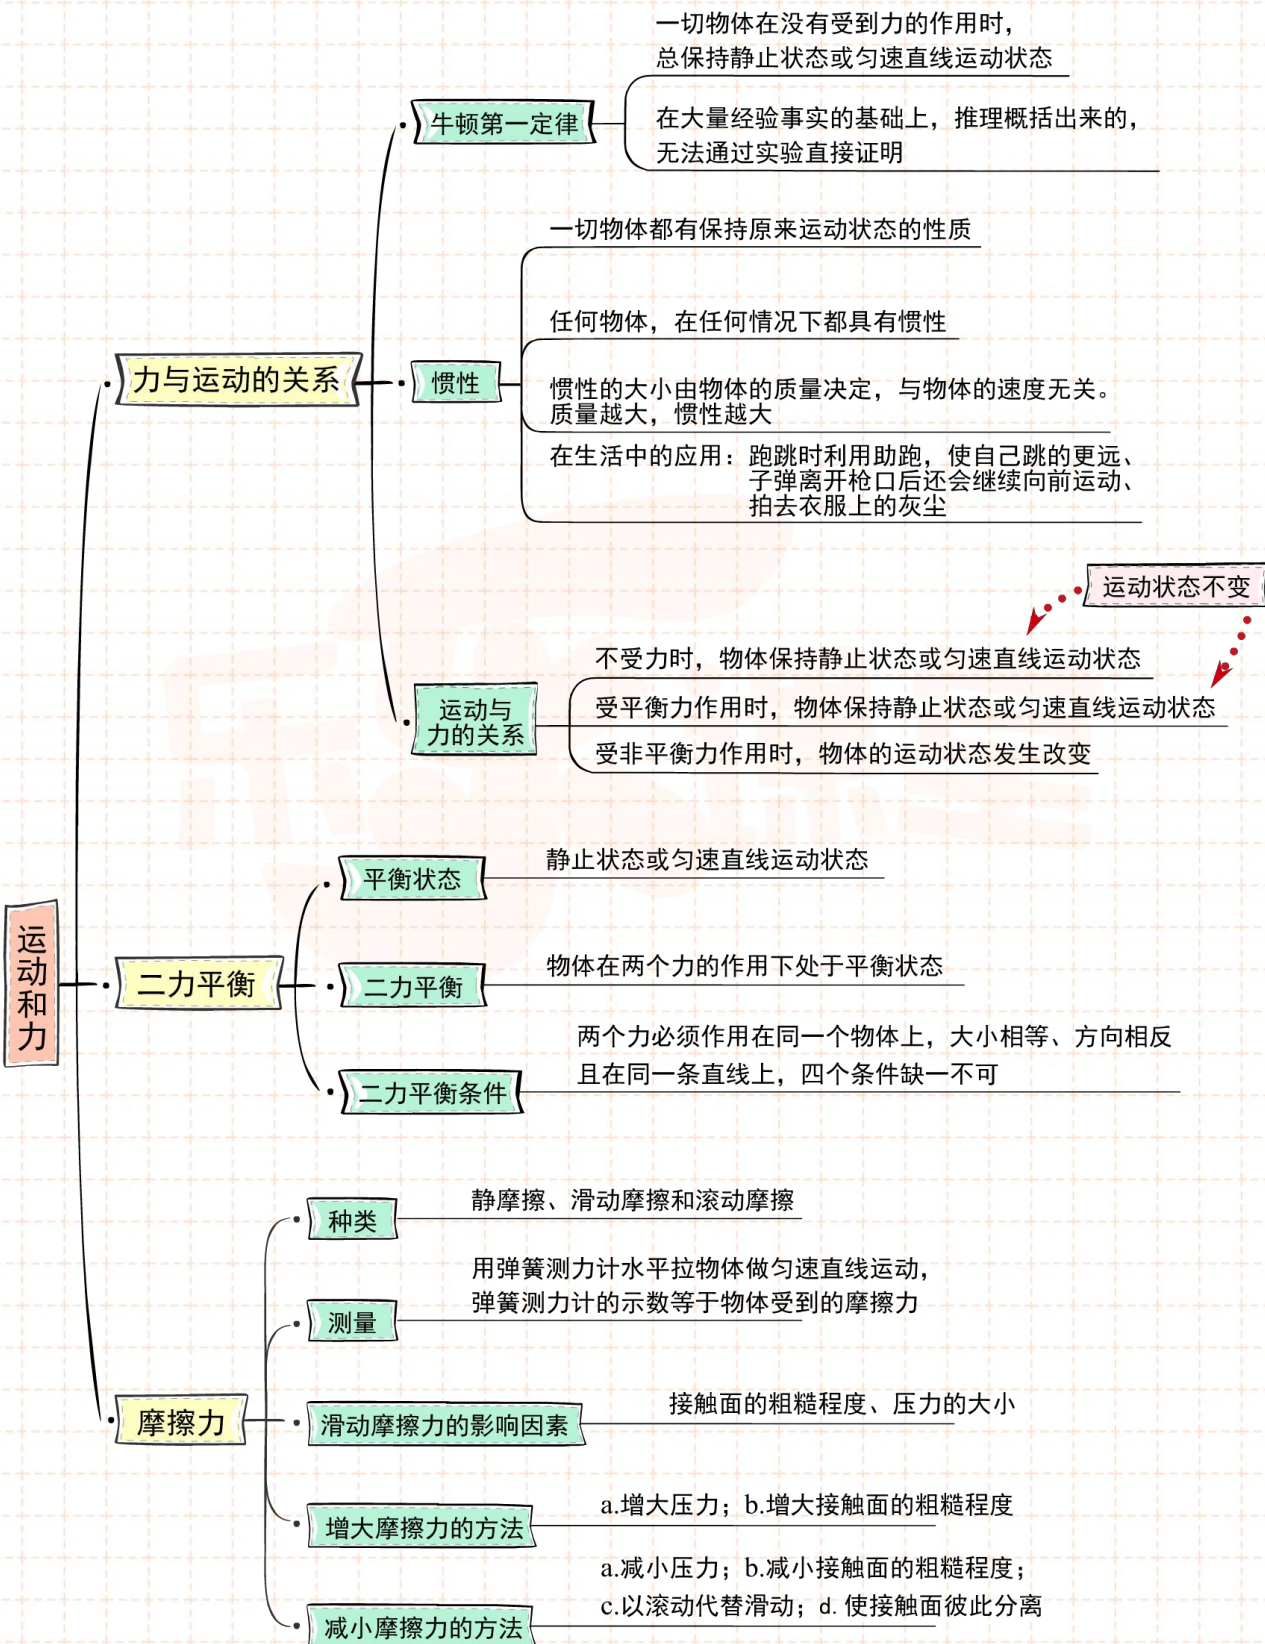 一切物体在没有受到力的作用时，
总保持静止状态或匀速直线运动状态
牛顿第一定律
在大量经验事实的基础上，推理概括出来的，
无法通过实验直接证明
一切物体都有保持原来运动状态的性质
任何物体，在任何情况下都具有惯性
力与运动的关系
惯性
惯性的大小由物体的质量决定，与物体的速度无关。
质量越大，惯性越大
在生活中的应用：跑跳时利用助跑，使自己跳的更远、
子弹离开枪口后还会继续向前运动、
拍去衣服上的灰尘
运动状态不变
不受力时，物体保持静止状态或匀速直线运动状态
运动与
力的关系
受平衡力作用时，物体保持静止状态或匀速直线运动状态
受非平衡力作用时，物体的运动状态发生改变
平衡状态
静止状态或匀速直线运动状态
运动和力
二力平衡
二力平衡
物体在两个力的作用下处于平衡状态
二力平衡条件
两个力必须作用在同一个物体上，大小相等、方向相反
且在同一条直线上，四个条件缺一不可
种类
静摩擦、滑动摩擦和滚动摩擦
测量
用弹簧测力计水平拉物体做匀速直线运动，
弹簧测力计的示数等于物体受到的摩擦力
摩擦力
滑动摩擦力的影响因素
接触面的粗糙程度、压力的大小
增大摩擦力的方法
a.增大压力；b.增大接触面的粗糙程度
减小摩擦力的方法
a.减小压力；b.减小接触面的粗糙程度；
c.以滚动代替滑动；d. 使接触面彼此分离